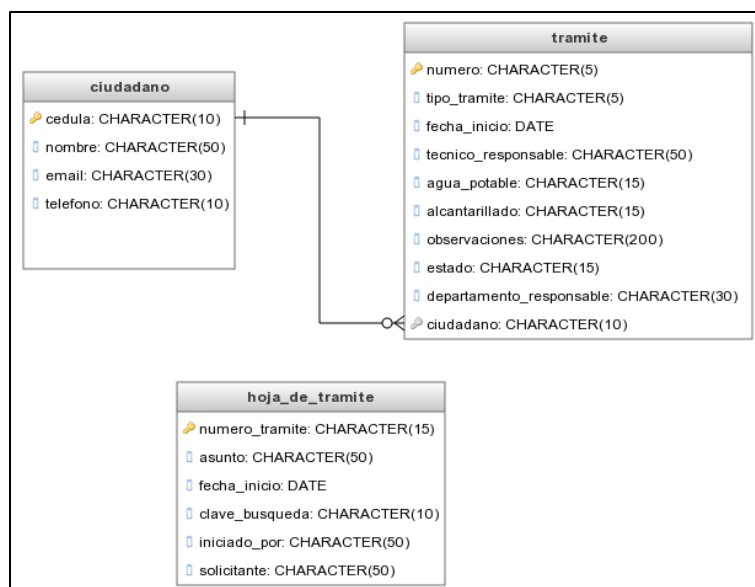 ciudadano
cedula: CHARACTER(10)
nombre: CHARACTER(50)
email: CHARACTER(30)
telefono: CHARACTER(10)
tramite
numero: CHARACTER(5)
tipo_tramite: CHARACTER(5)
fecha_inicio: DATE
tecnico_responsable: CHARACTER(50)
agua_potable: CHARACTER(15)
alcantarillado: CHARACTER(15)
observaciones: CHARACTER(200)
estado: CHARACTER(15)
departamento_responsable: CHARACTER(30)
ciudadano: CHARACTER(10)
hoja_de_tramite
numero_tramite: CHARACTER(15)
asunto: CHARACTER(50)
fecha_inicio: DATE
clave_busqueda: CHARACTER(10)
iniciado_por: CHARACTER(50)
solicitante: CHARACTER(50)